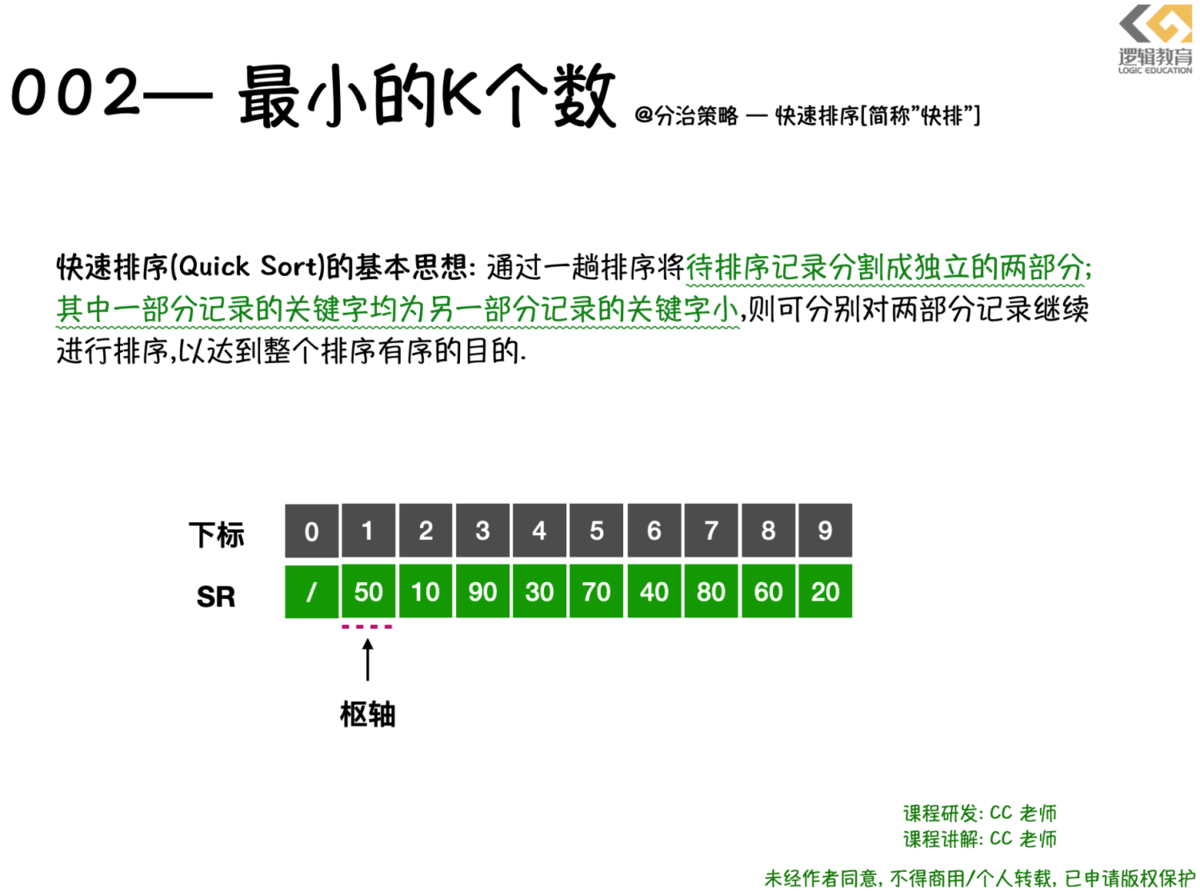 逻辑教育
LOGIC EDUCATION
002— 最小的K个数 @分治策略 — 快速排序[简称”快排”]
快速排序(Quick Sort)的基本思想: 通过一趟排序将待排序记录分割成独立的两部分;
其中一部分记录的关键字均为另一部分记录的关键字小,则可分别对两部分记录继续
进行排序,以达到整个排序有序的目的.
下标 0 1 2 3 4 5 6 7 8 9
SR / 50 10 90 30 70 40 80 60 20
枢轴
课程研发: CC 老师
课程讲解: CC 老师
未经作者同意, 不得商用/个人转载, 已申请版权保护